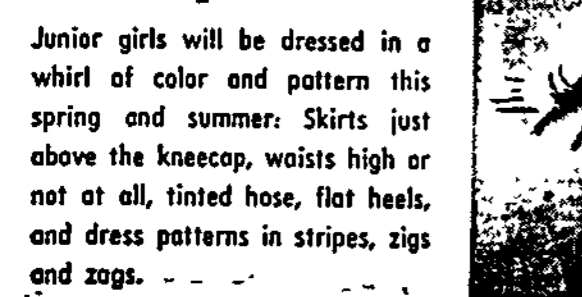 Junior girls will be dressed in a
whirl of color and pattern this
spring and summer: Skirts just
above the kneecap, waists high or
not at all, tinted hose, flat heels,
and dress patterns in stripes, zigs
and zags.